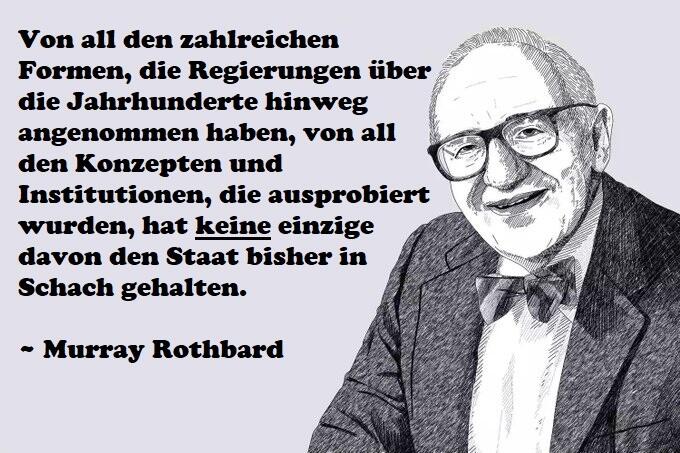 Von all den zahlreichen
Formen, die Regierungen über
die Jahrhunderte hinweg
angenommen haben, von all
den Konzepten und
Institutionen, die ausprobiert
wurden, hat keine einzige
davon den Staat bisher in
Schach gehalten.
~ Murray Rothbard